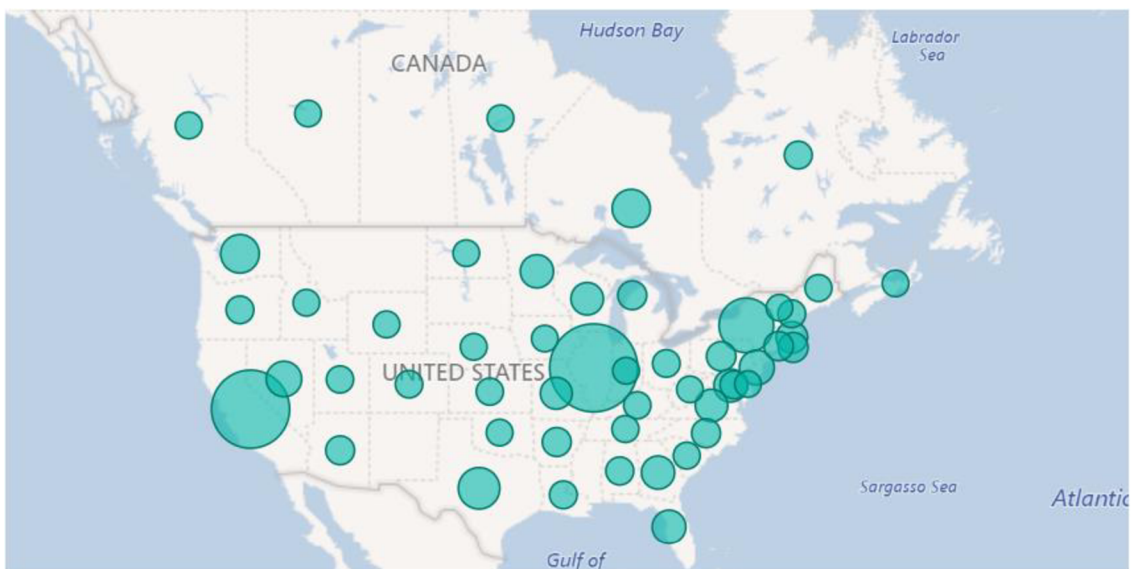 Hudson Bay
Labrador
Sea
CANADA
UNITED STATES
Sargasso Sea
Atlantic
Gulf of